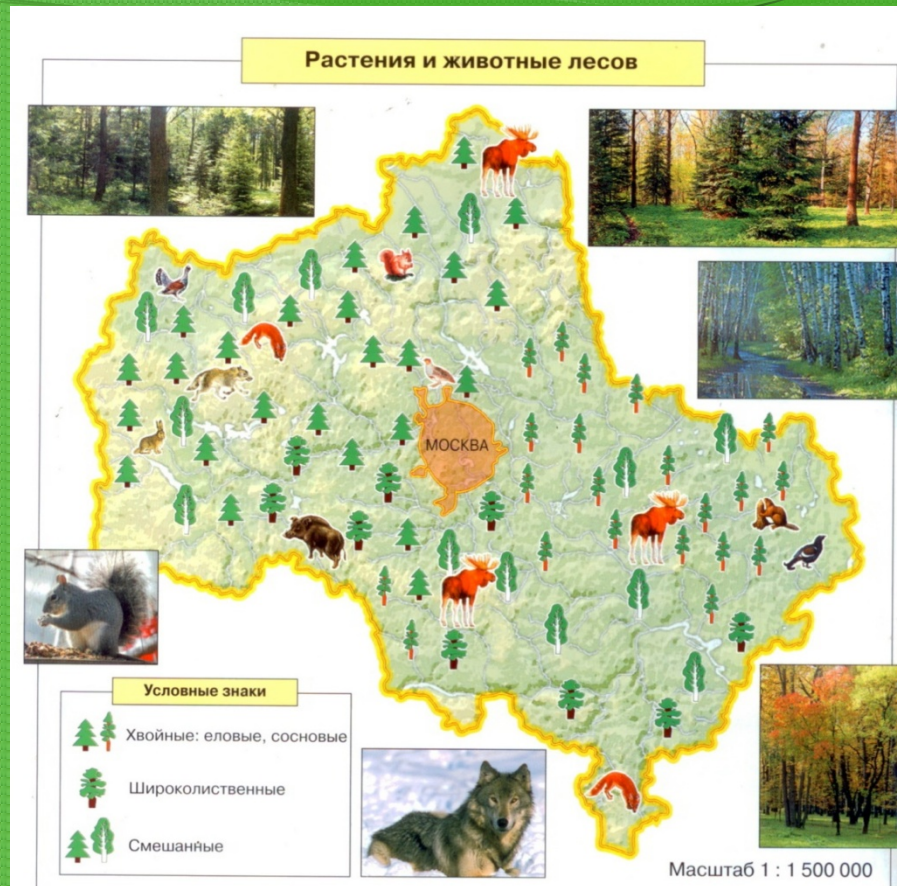 Растения и животные лесов
МОСКВА
Условные знаки
Хвойные: еловые, сосновые
Широколиственные
Смешанные
Масштаб 1 : 1 500 000